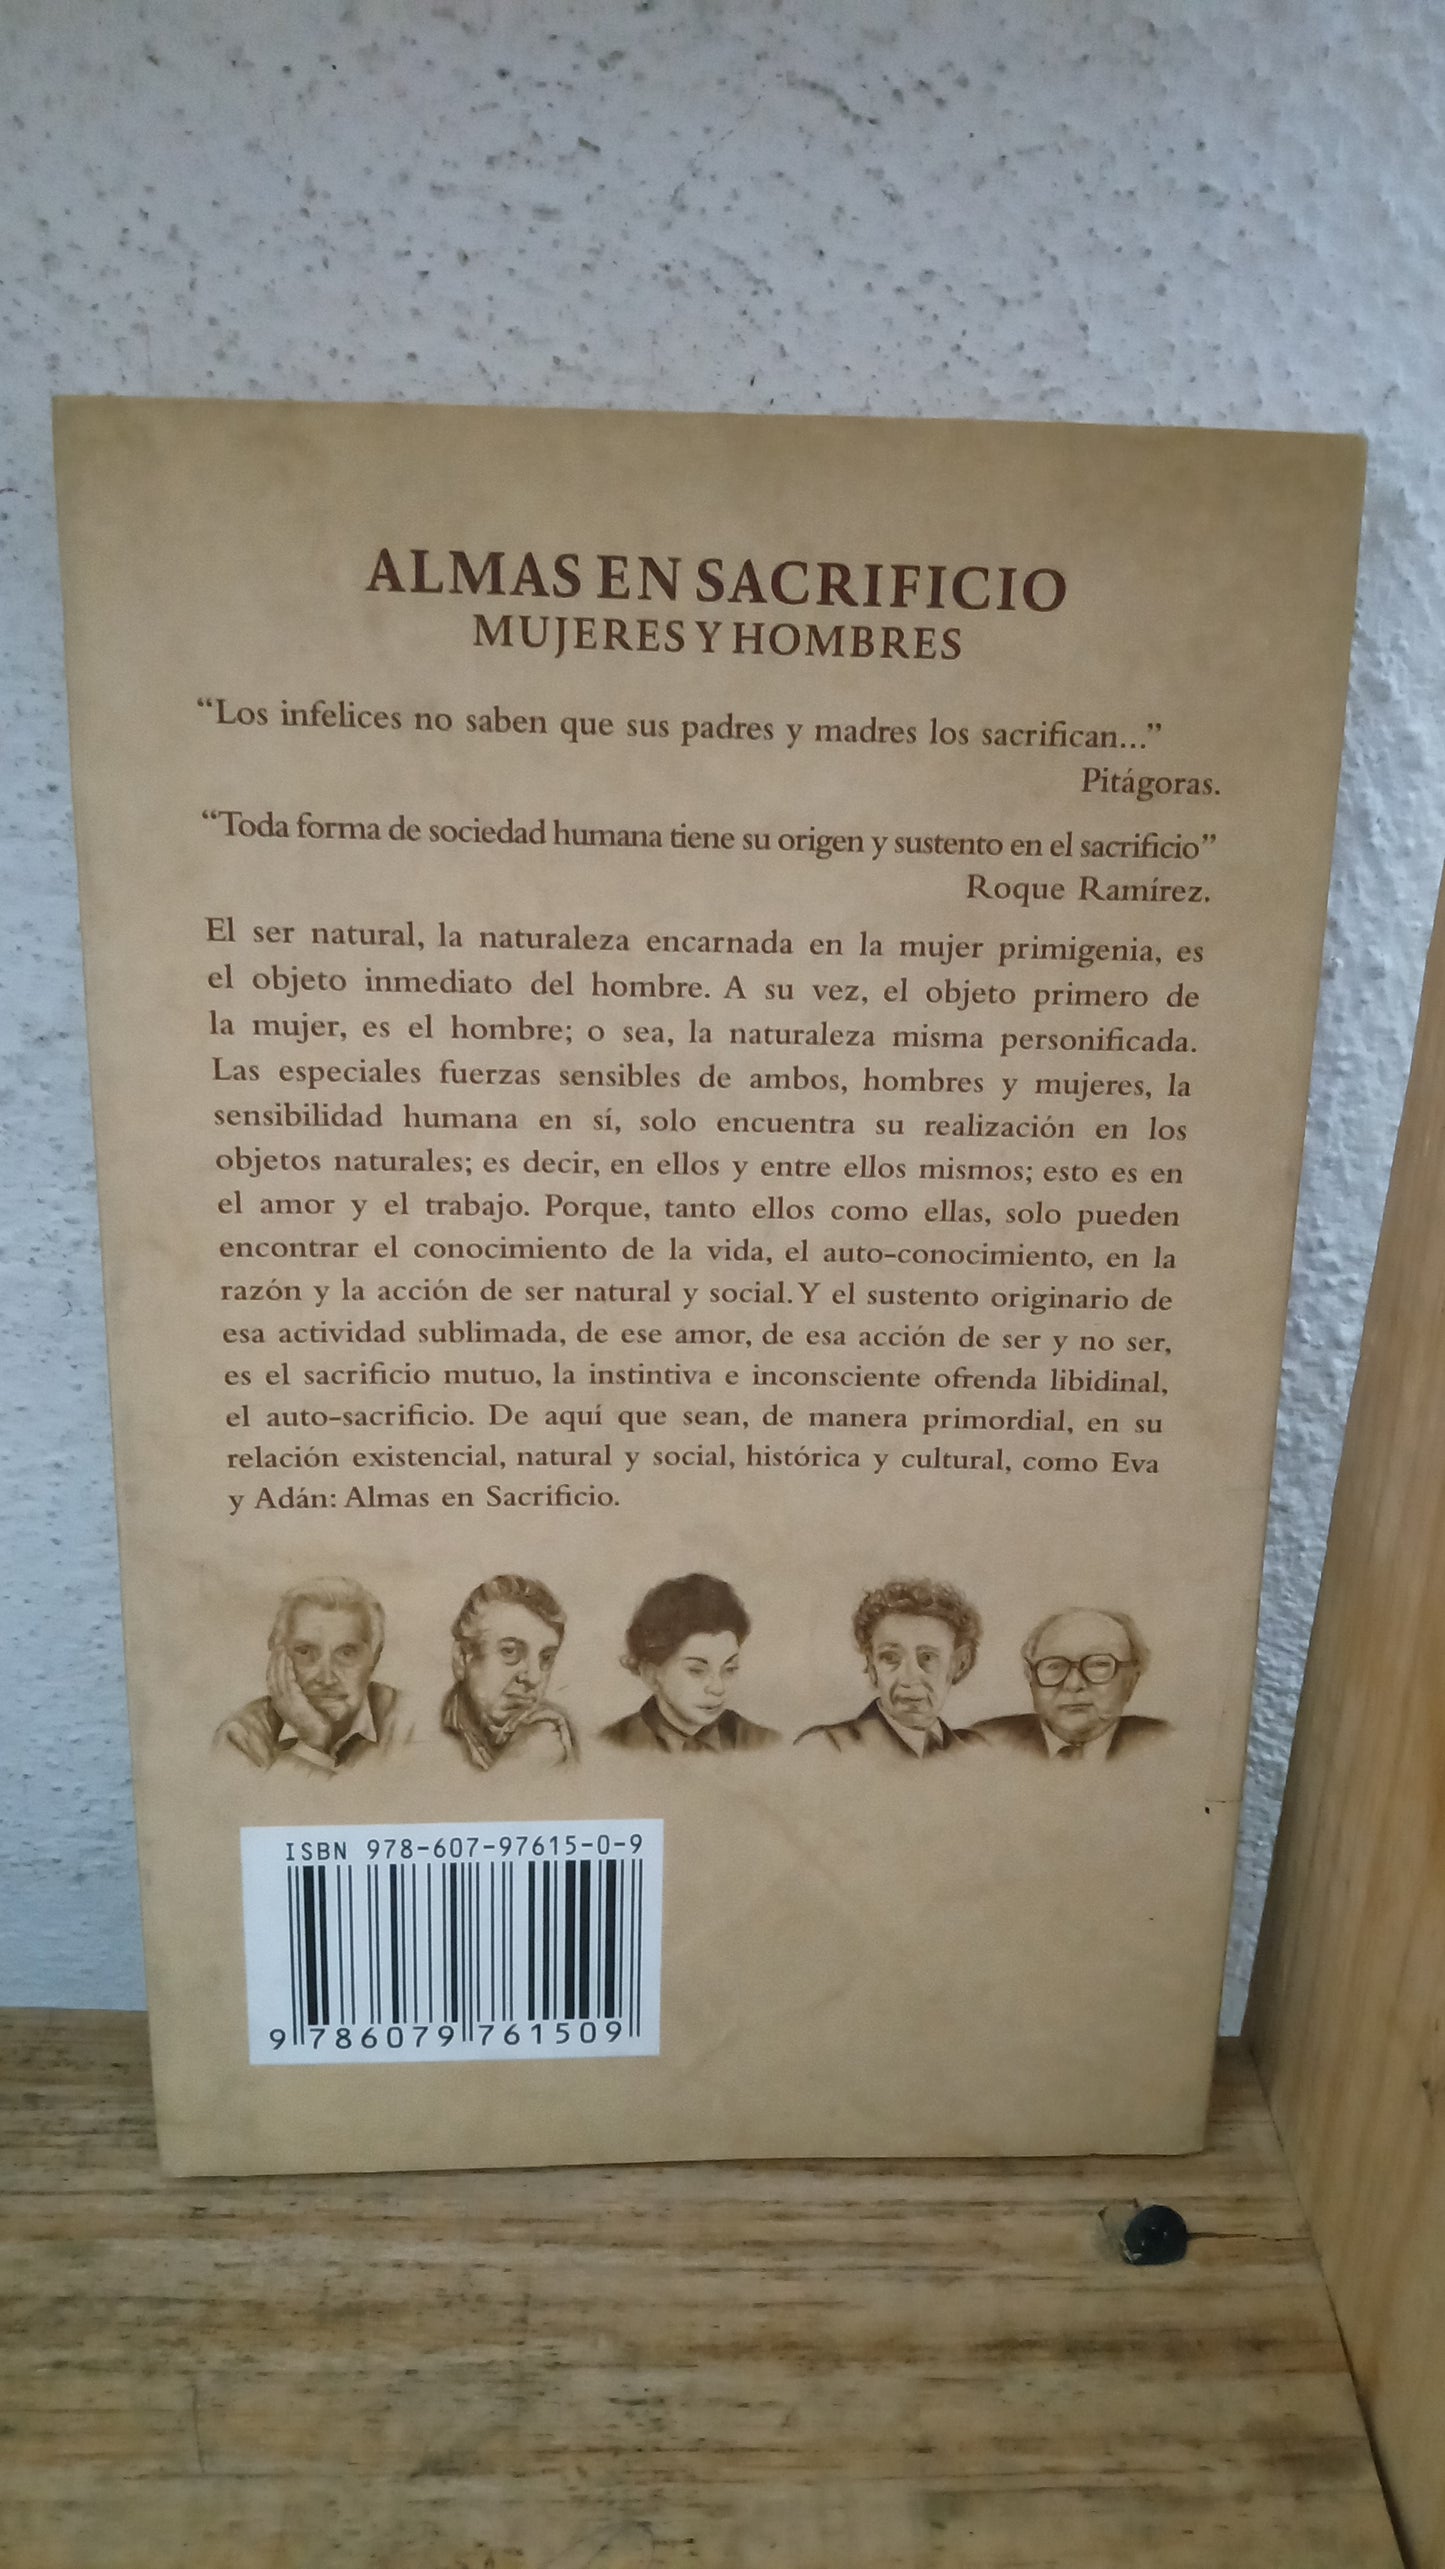 ALMAS EN SACRIFICIO
MUJERES Y HOMBRES
“Los infelices no saben que sus padres y madres los sacrifican...”
Pitágoras.
“Toda forma de sociedad humana tiene su origen y sustento en el sacrificio”
Roque Ramírez.
El ser natural, la naturaleza encarnada en la mujer primigenia, es
el objeto inmediato del hombre. A su vez, el objeto primero de
la mujer, es el hombre; o sea, la naturaleza misma personificada.
Las especiales fuerzas sensibles de ambos, hombres y mujeres, la
sensibilidad humana en sí, solo encuentra su realización en los
objetos naturales; es decir, en ellos y entre ellos mismos; esto es en
el amor y el trabajo. Porque, tanto ellos como ellas, solo pueden
encontrar el conocimiento de la vida, el auto-conocimiento, en la
razón y la acción de ser natural y social. Y el sustento originario de
esa actividad sublimada, de ese amor, de esa acción de ser y no ser,
es el sacrificio mutuo, la instintiva e inconsciente ofrenda libidinal,
el auto-sacrificio. De aquí que sean, de manera primordial, en su
relación existencial, natural y social, histórica y cultural, como Eva
y Adán: Almas en Sacrificio.
ISBN 978-607-97615-0-9
9 786079 761509